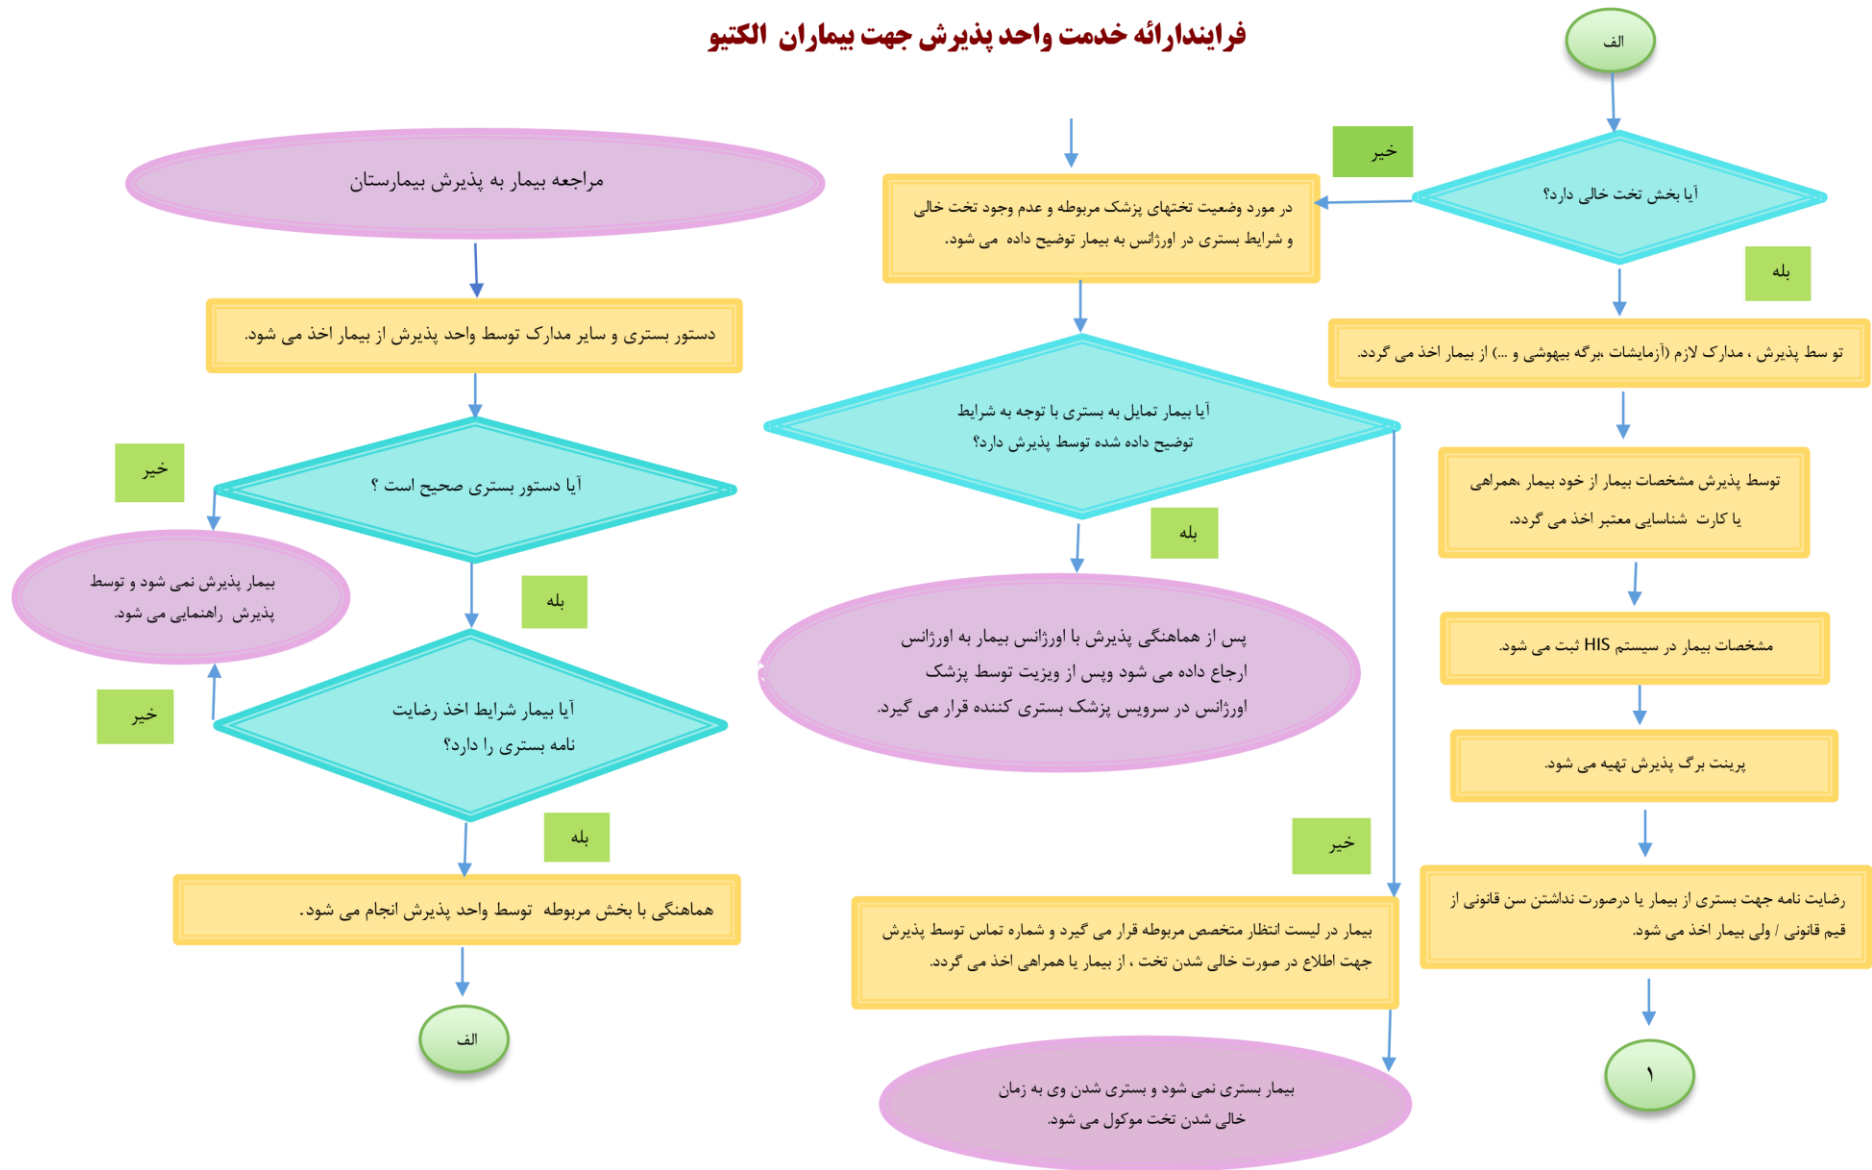 فرایندارائه خدمت واحد پذیرش جهت بیماران الکتیو
مراجعه بیمار به پذیرش بیمارستان
دستور بستری و سایر مدارک توسط واحد پذیرش از بیمار اخذ می شود.
آیا دستور بستری صحیح است ؟
خیر
بیمار پذیرش نمی شود و توسط
پذیرش راهنمایی می شود.
بله
آیا بیمار شرایط اخذ رضایت
نامه بستری را دارد؟
خیر
بله
هماهنگی با بخش مربوطه توسط واحد پذیرش انجام می شود.
الف
الف
آیا بخش تخت خالی دارد؟
خیر
بله
در مورد وضعیت تختهای پزشک مربوطه و عدم وجود تخت خالی
و شرایط بستری در اورژانس به بیمار توضیح داده می شود.
آیا بیمار تمایل به بستری با توجه به شرایط
توضیح داده شده توسط پذیرش دارد؟
بله
پس از هماهنگی پذیرش با اورژانس بیمار به اورژانس
ارجاع داده می شود وپس از ویزیت توسط پزشک
اورژانس در سرویس پزشک بستری کننده قرار می گیرد.
خیر
بیمار در لیست انتظار متخصص مربوطه قرار می گیرد و شماره تماس توسط پذیرش
جهت اطلاع در صورت خالی شدن تخت ، از بیمار یا همراهی اخذ می گردد.
بیمار بستری نمی شود و بستری شدن وی به زمان
خالی شدن تخت موکول می شود.
تو سط پذیرش ، مدارک لازم (آزمایشات ،برگه بیهوشی و ...) از بیمار اخذ می گردد.
توسط پذیرش مشخصات بیمار از خود بیمار ،همراهی
یا کارت شناسایی معتبر اخذ می گردد.
مشخصات بیمار در سیستم HIS ثبت می شود.
پرینت برگ پذیرش تهیه می شود.
رضایت نامه جهت بستری از بیمار یا درصورت نداشتن سن قانونی از
قیم قانونی / ولی بیمار اخذ می شود.
۱